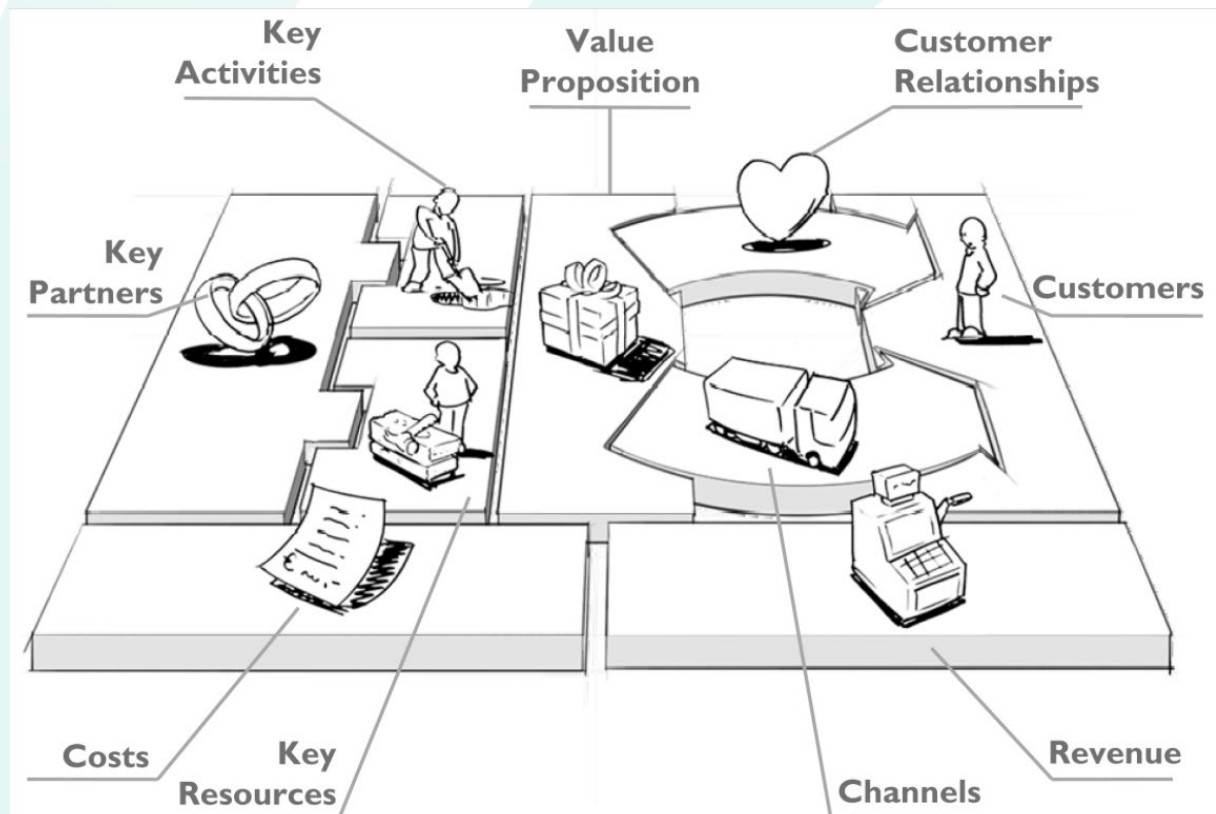 Key
Activities
Value
Proposition
Customer
Relationships
Key
Partners
Customers
Costs
Key
Resources
Channels
Revenue